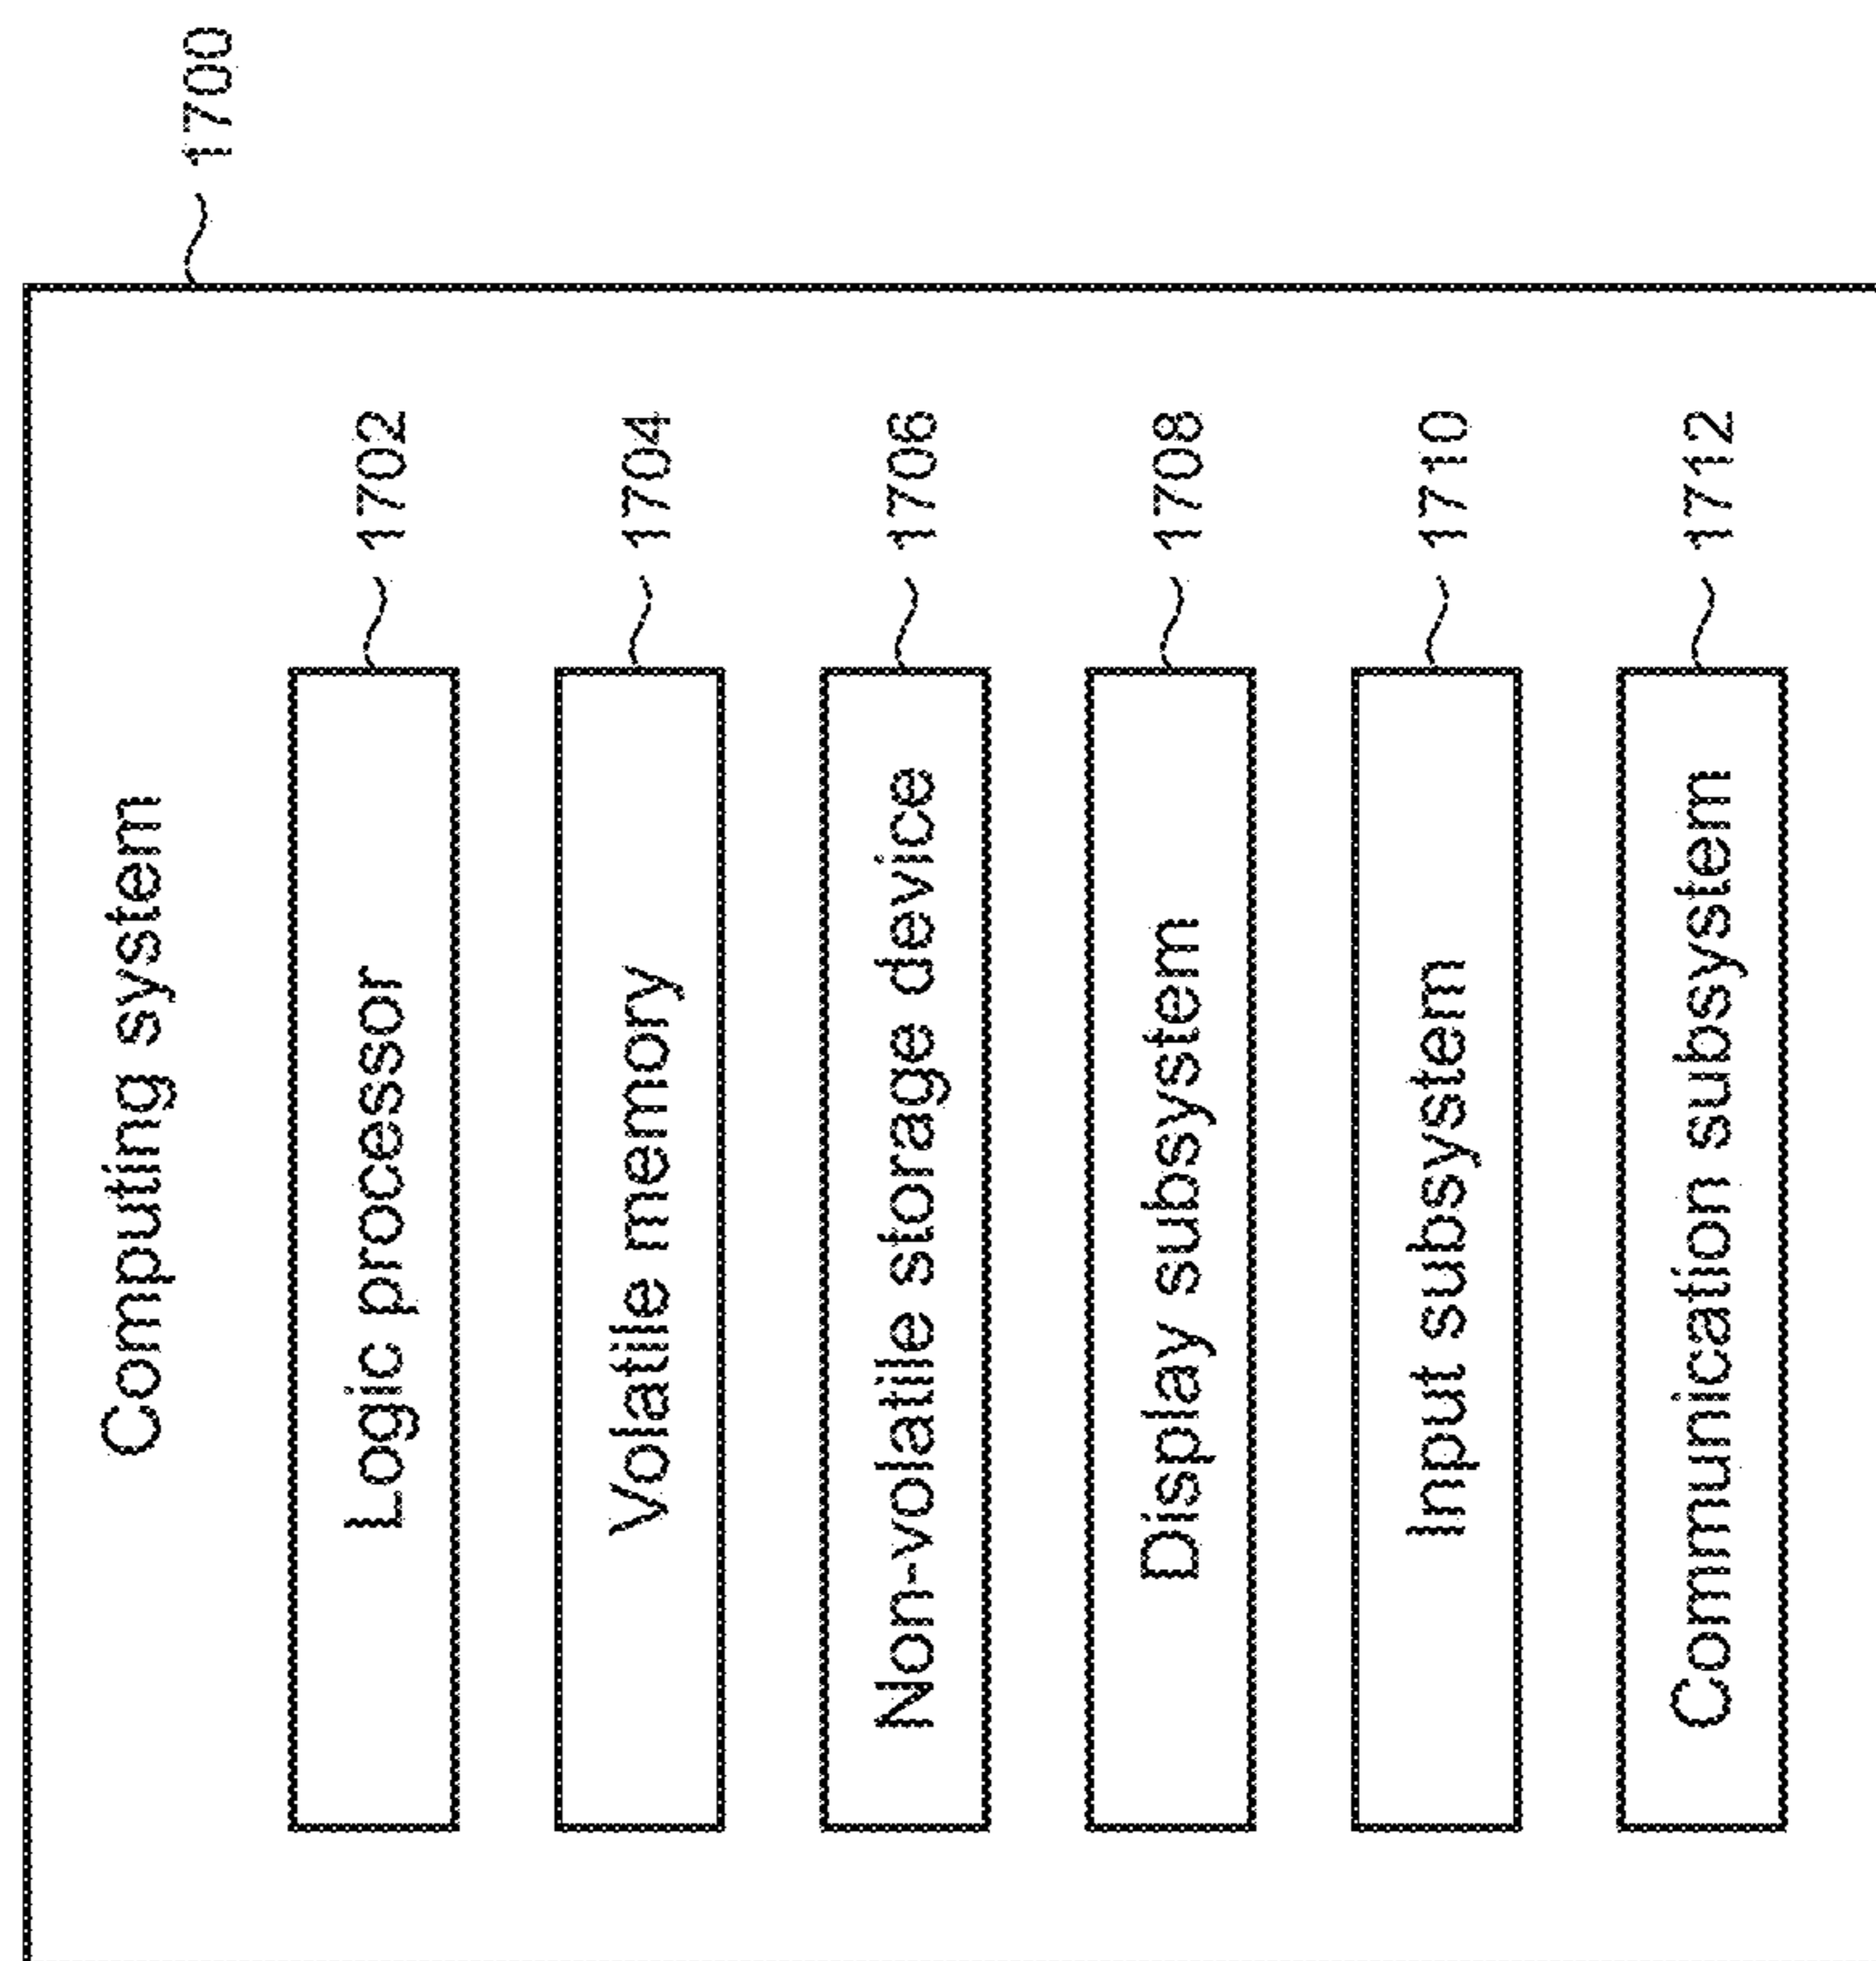 1700
Computing system
Logic processor 1702
Volatile memory 1704
Non-volatile storage device 1706
Display subsystem 1708
Input subsystem 1710
Communication subsystem 1712